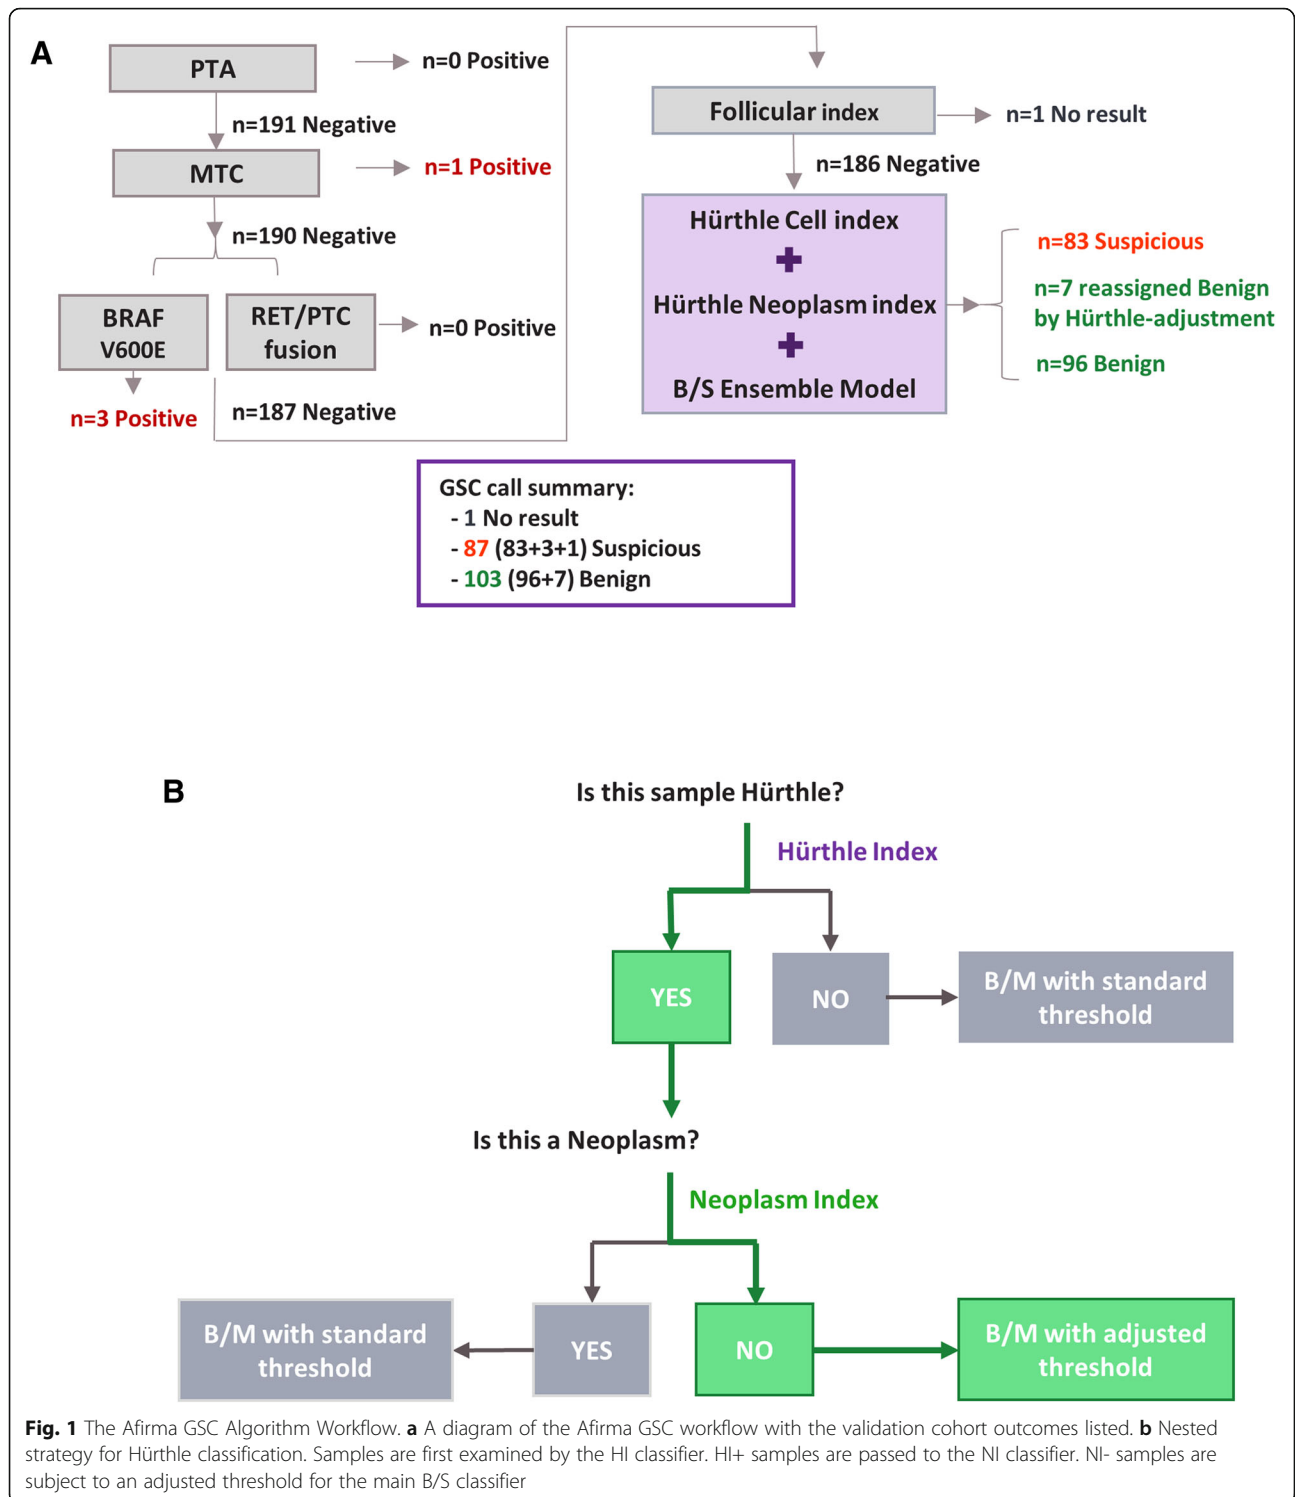 A
PTA
n=0 Positive
n=191 Negative
MTC
n=1 Positive
n=190 Negative
BRAF
V600E
RET/PTC
fusion
n=0 Positive
n=3 Positive
n=187 Negative
Follicular index
n=1 No result
n=186 Negative
Hürthle Cell index
+
Hürthle Neoplasm index
+
B/S Ensemble Model
n=83 Suspicious
n=7 reassigned Benign
by Hürthle-adjustment
n=96 Benign
GSC call summary:
- 1 No result
- 87 (83+3+1) Suspicious
- 103 (96+7) Benign
B
Is this sample Hürthle?
Hürthle Index
YES
NO
B/M with standard
threshold
Is this a Neoplasm?
Neoplasm Index
B/M with standard
threshold
YES
NO
B/M with adjusted
threshold
Fig. 1 The Afirma GSC Algorithm Workflow. a A diagram of the Afirma GSC workflow with the validation cohort outcomes listed. b Nested
strategy for Hürthle classification. Samples are first examined by the HI classifier. HI+ samples are passed to the NI classifier. NI- samples are
subject to an adjusted threshold for the main B/S classifier